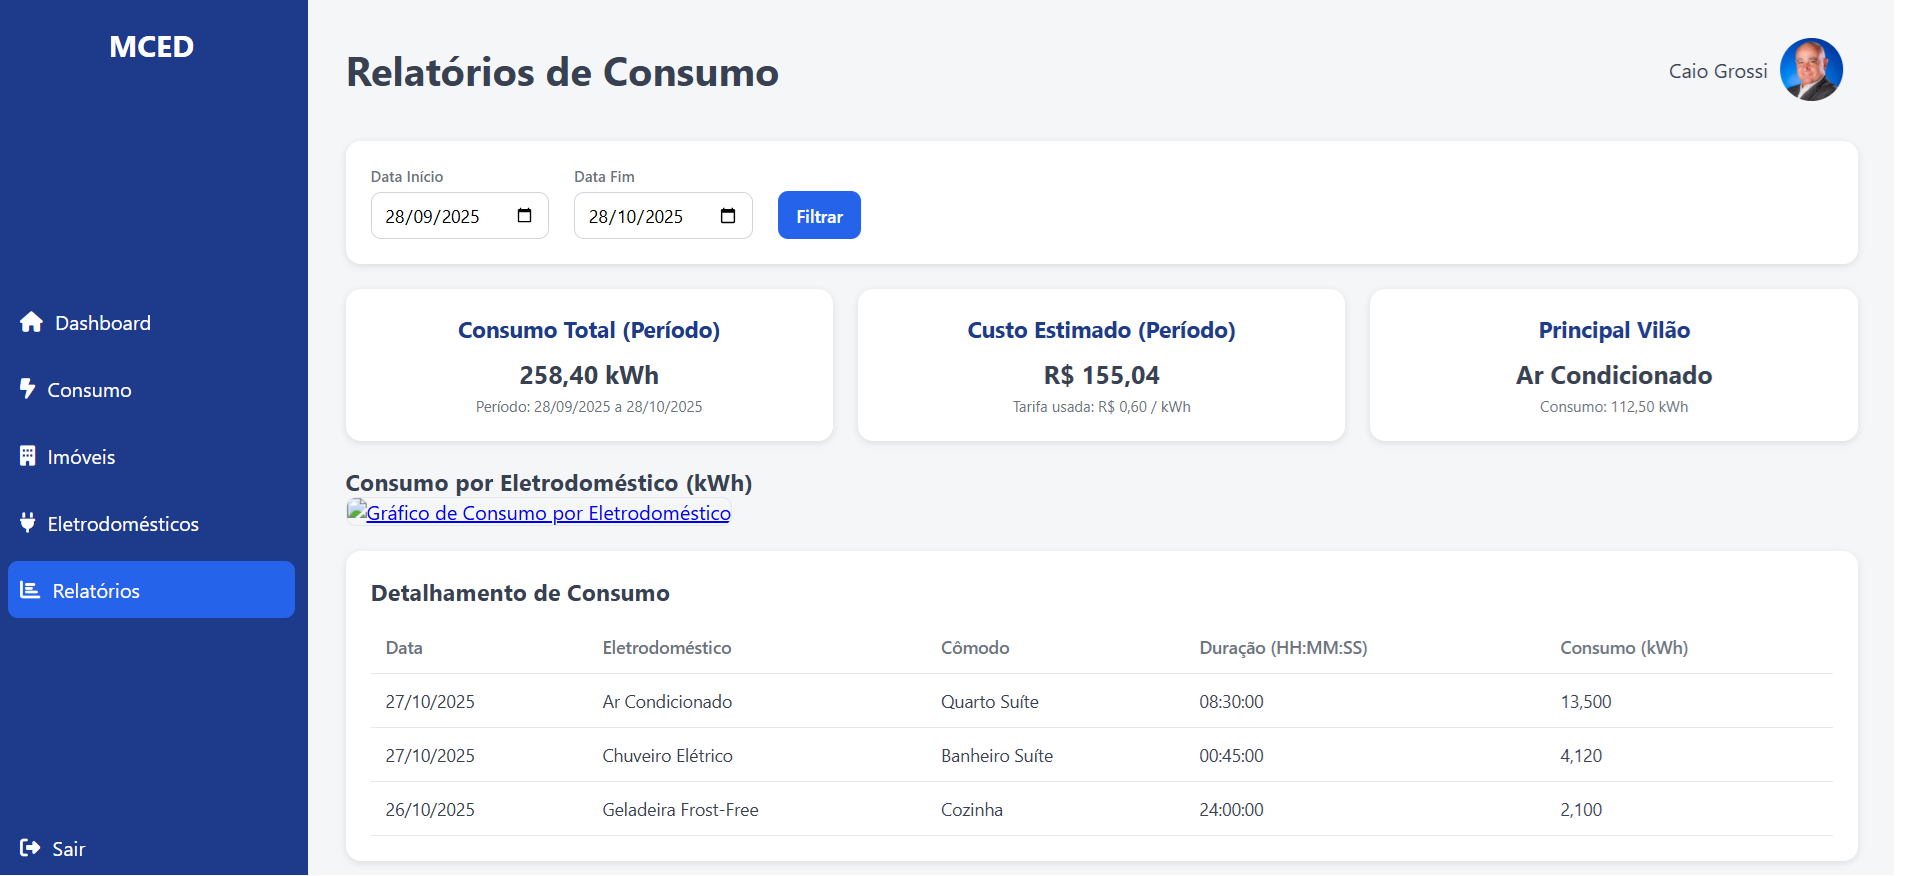 MCED
Dashboard
Consumo
Imóveis
Eletrodomésticos
Relatórios
Sair
Relatórios de Consumo
Caio Grossi
Data Início
Data Fim
28/09/2025
28/10/2025
Filtrar
Consumo Total (Período)
258,40 kWh
Período: 28/09/2025 a 28/10/2025
Custo Estimado (Período)
R$ 155,04
Tarifa usada: R$ 0,60 / kWh
Principal Vilão
Ar Condicionado
Consumo: 112,50 kWh
Consumo por Eletrodoméstico (kWh)
Gráfico de Consumo por Eletrodoméstico
Detalhamento de Consumo
Data Eletrodoméstico Cômodo Duração (HH:MM:SS) Consumo (kWh)
27/10/2025 Ar Condicionado Quarto Suíte 08:30:00 13,500
27/10/2025 Chuveiro Elétrico Banheiro Suíte 00:45:00 4,120
26/10/2025 Geladeira Frost-Free Cozinha 24:00:00 2,100